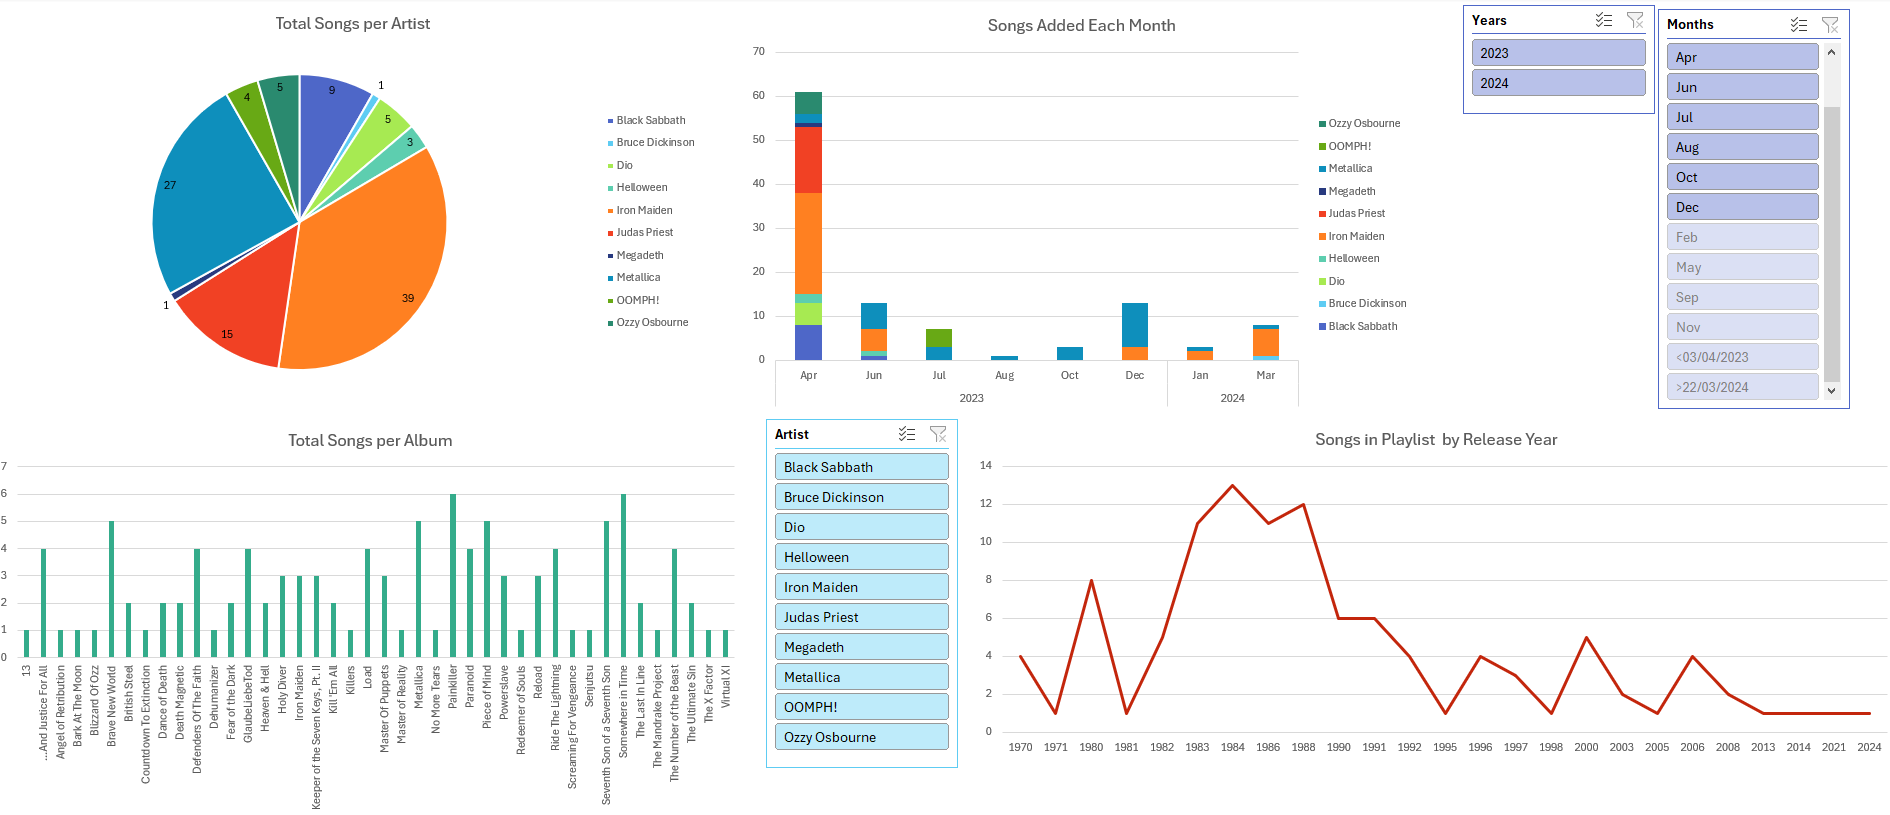 Total Songs per Artist
9
1
5
3
39
15
1
27
4
5
Black Sabbath
Bruce Dickinson
Dio
Helloween
Iron Maiden
Judas Priest
Megadeth
Metallica
OOMPH!
Ozzy Osbourne
Songs Added Each Month
70
60
50
40
30
20
10
0
Apr Jun Jul Aug Oct Dec Jan Mar
2023 2024
Ozzy Osbourne
OOMPH!
Metallica
Megadeth
Judas Priest
Iron Maiden
Helloween
Dio
Bruce Dickinson
Black Sabbath
Years
2023
2024
Months
Apr
Jun
Jul
Aug
Oct
Dec
Feb
May
Sep
Nov
<03/04/2023
>22/03/2024
Total Songs per Album
7
6
5
4
3
2
1
0
13
...And Justice For All
Angel of Retribution
Bark At The Moon
Blizzard Of Ozz
Brave New World
British Steel
Countdown To Extinction
Dance of Death
Death Magnetic
Defenders Of The Faith
Dehumanizer
Fear of the Dark
GlaubeLiebeTod
Heaven & Hell
Holy Diver
Iron Maiden
Keeper of the Seven Keys, Pt. II
Kill 'Em All
Killers
Load
Master Of Puppets
Master of Reality
Metallica
No More Tears
Painkiller
Paranoid
Piece of Mind
Powerslave
Redeemer of Souls
Reload
Ride The Lightning
Screaming For Vengeance
Senjutsu
Seventh Son of a Seventh Son
Somewhere in Time
The Last In Line
The Mandrake Project
The Number of the Beast
The Ultimate Sin
The X Factor
Virtual XI
Artist
Black Sabbath
Bruce Dickinson
Dio
Helloween
Iron Maiden
Judas Priest
Megadeth
Metallica
OOMPH!
Ozzy Osbourne
Songs in Playlist by Release Year
14
12
10
8
6
4
2
0
1970 1971 1980 1981 1982 1983 1984 1986 1988 1990 1991 1992 1995 1996 1997 1998 2000 2003 2005 2006 2008 2013 2014 2021 2024